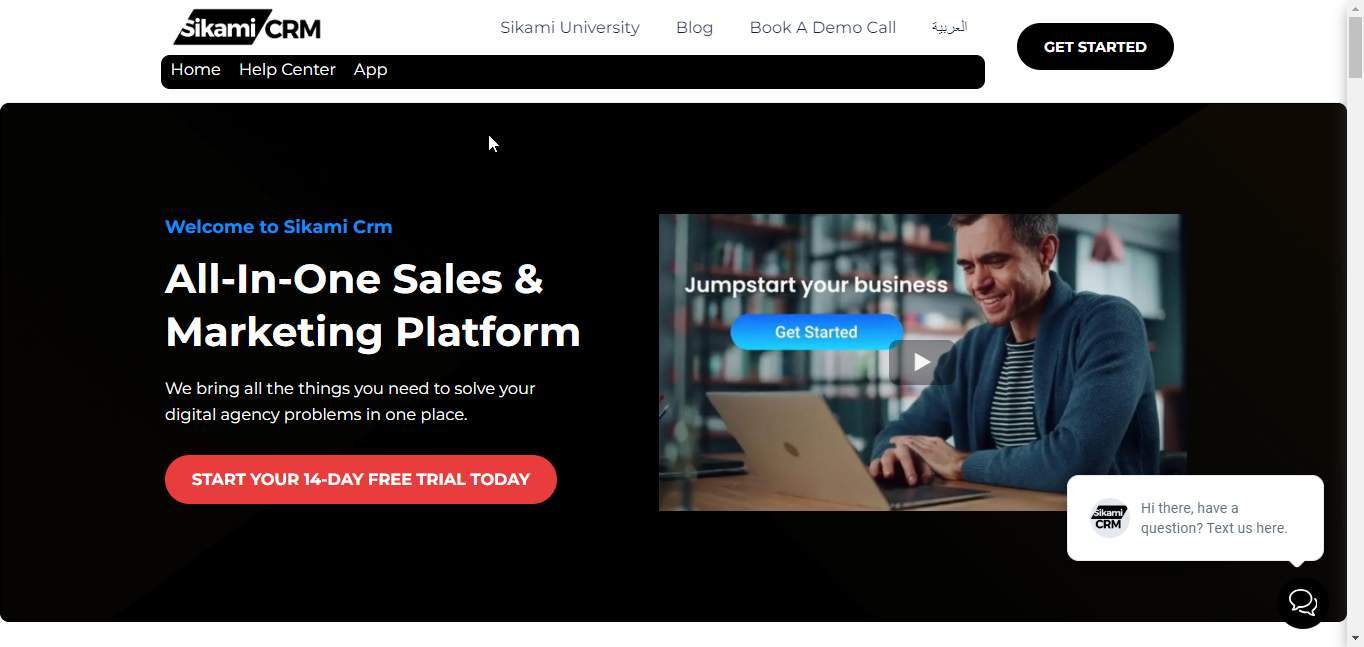 Sikami CRM
Sikami University
Blog
Book A Demo Call
العربية
GET STARTED
Home
Help Center
App
Welcome to Sikami Crm
All-In-One Sales &
Marketing Platform
We bring all the things you need to solve your
digital agency problems in one place.
START YOUR 14-DAY FREE TRIAL TODAY
Jumpstart your business
Get Started
Sikami
CRM
Hi there, have a
question? Text us here.